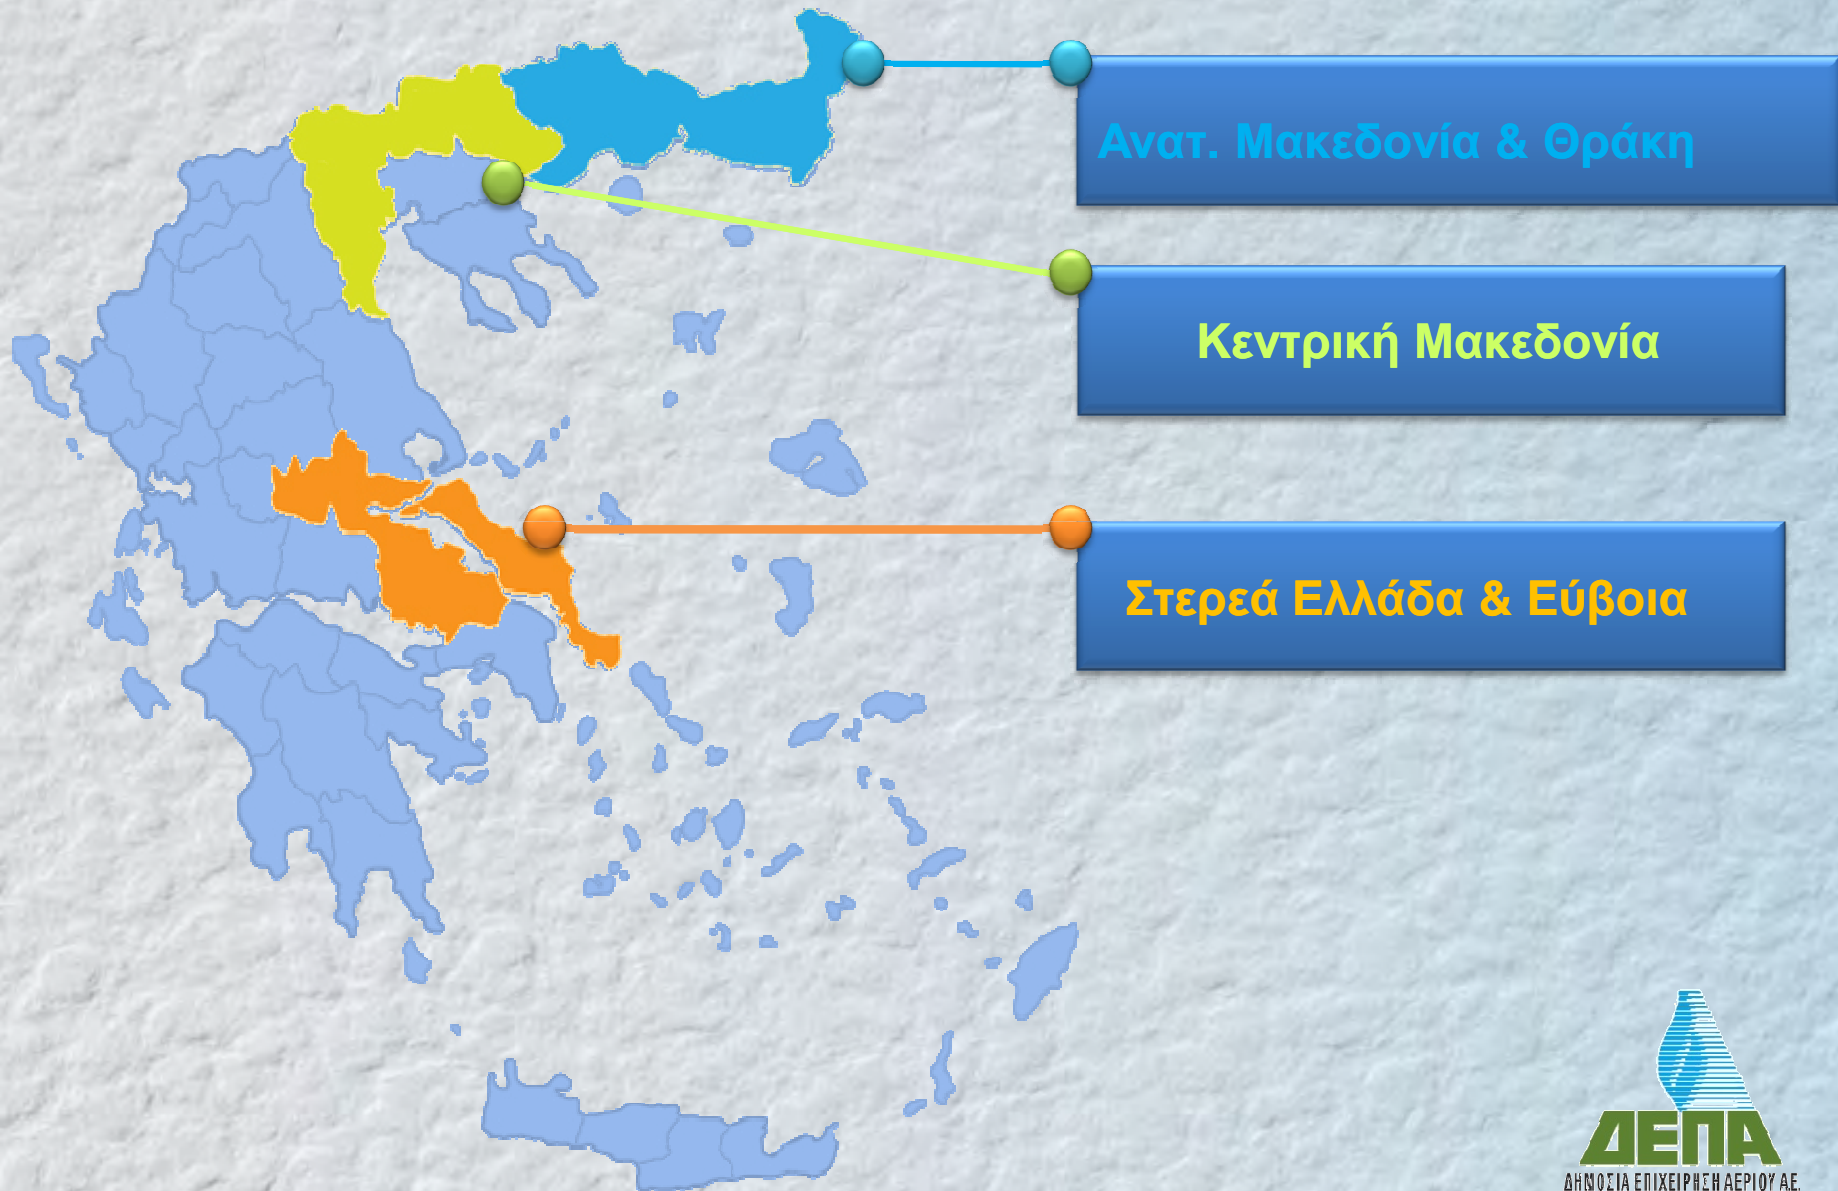 Ανατ. Μακεδονία & Θράκη
Κεντρική Μακεδονία
Στερεά Ελλάδα & Εύβοια
ΔΕΠΑ
ΔΗΜΟΣΙΑ ΕΠΙΧΕΙΡΗΣΗ ΑΕΡΙΟΥ Α.Ε.